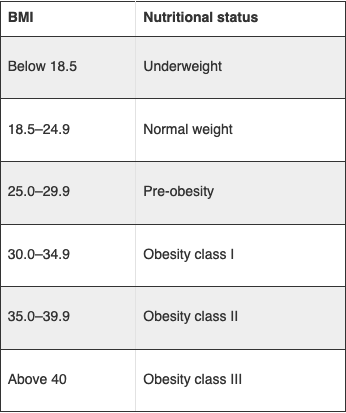 BMI Nutritional status
Below 18.5 Underweight
18.5–24.9 Normal weight
25.0–29.9 Pre-obesity
30.0–34.9 Obesity class I
35.0–39.9 Obesity class II
Above 40 Obesity class III